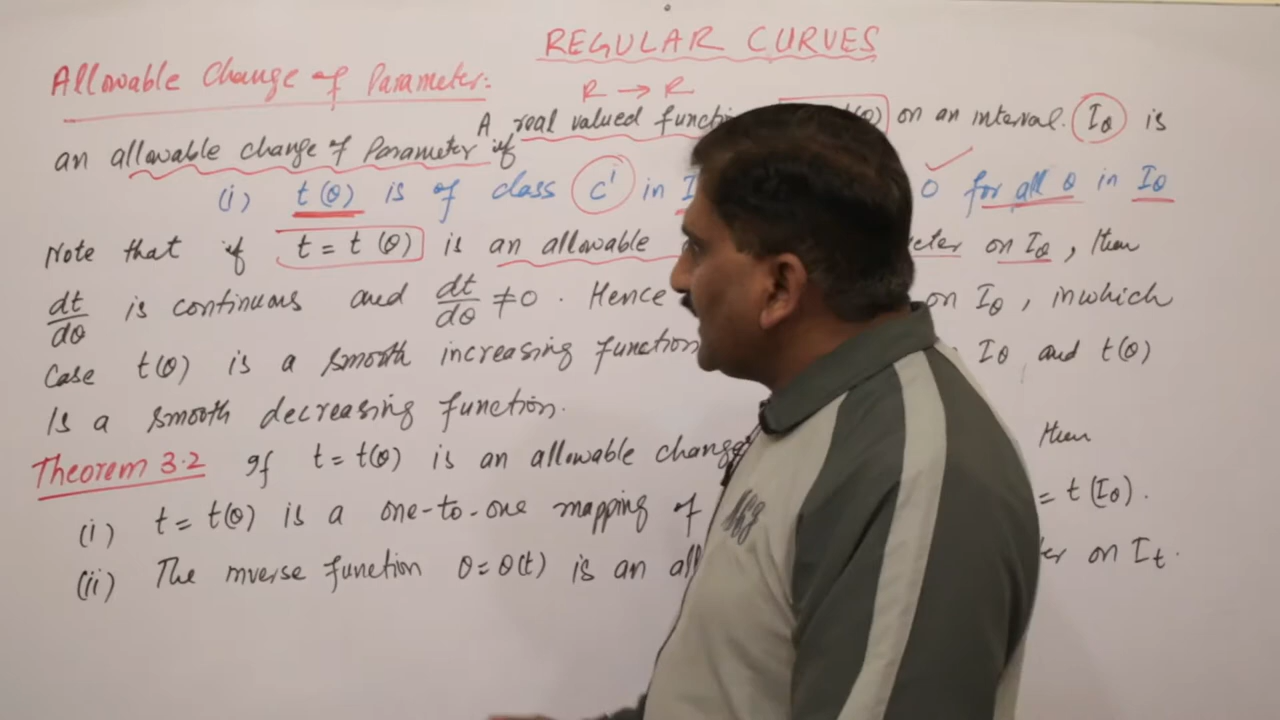 REGULAR CURVES
Allowable Change of Parameter:
R → R
A real valued functi (θ) on an interval. Iθ is
an allowable change of Parameter if
(i) t(θ) is of class C' in I 0 for all θ in Iθ
Note that if t = t(θ) is an allowable eter on Iθ, then
dt/dθ is continuous and dt/dθ ≠ 0. Hence on Iθ, in which
Case t(θ) is a smooth increasing function Iθ and t(θ)
Is a smooth decreasing function.
Theorem 3.2 If t = t(θ) is an allowable change then
(i) t = t(θ) is a one-to-one mapping of = t(Iθ).
(ii) The inverse function θ = θ(t) is an all ter on It.